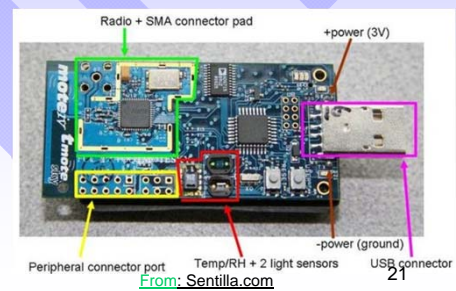 Radio + SMA connector pad
+power (3V)
moteiv tmote
sky
-power (ground)
Peripheral connector port
Temp/RH + 2 light sensors
USB connector
From: Sentilla.com
21